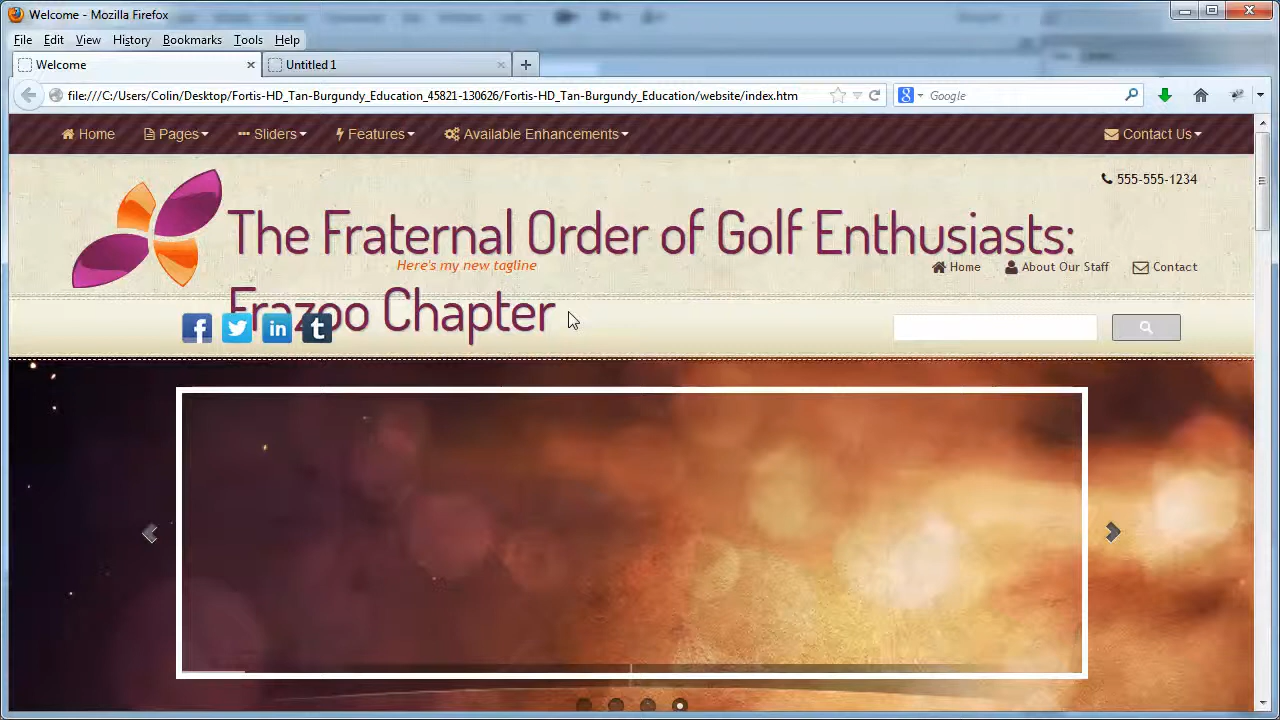 Welcome - Mozilla Firefox
File Edit View History Bookmarks Tools Help
Welcome × Untitled 1 × +
file:///C:/Users/Colin/Desktop/Fortis-HD_Tan-Burgundy_Education_45821-130626/Fortis-HD_Tan-Burgundy_Education/website/index.htm Google
Home Pages Sliders Features Available Enhancements Contact Us
555-555-1234
The Fraternal Order of Golf Enthusiasts:
Here's my new tagline
Home About Our Staff Contact
Frazoo Chapter